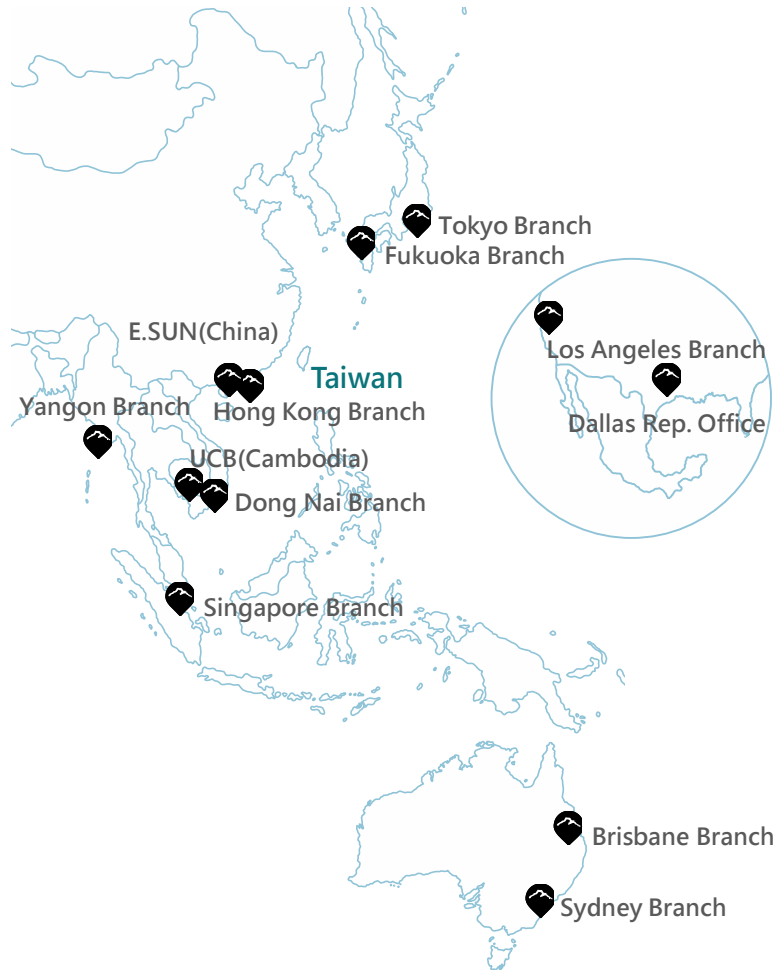 Tokyo Branch
Fukuoka Branch
E.SUN(China)
Los Angeles Branch
Taiwan
Yangon Branch
Hong Kong Branch
Dallas Rep. Office
UCB(Cambodia)
Dong Nai Branch
Singapore Branch
Brisbane Branch
Sydney Branch